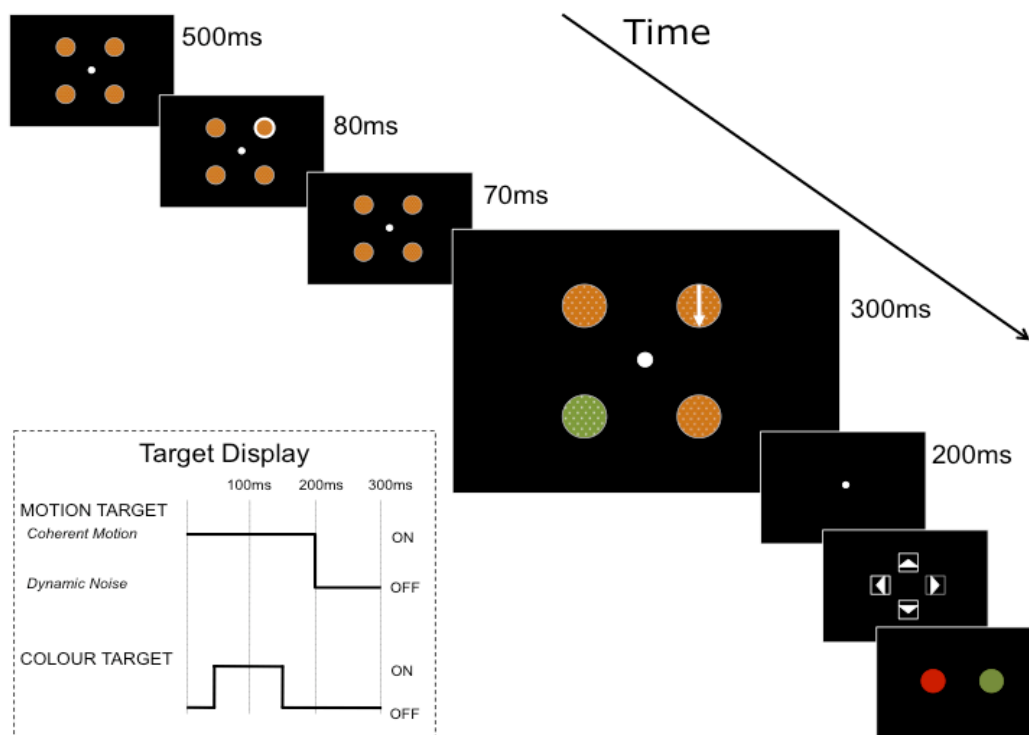 Time
500ms
80ms
70ms
300ms
200ms
Target Display
100ms 200ms 300ms
MOTION TARGET
Coherent Motion ON
Dynamic Noise OFF
COLOUR TARGET ON
OFF